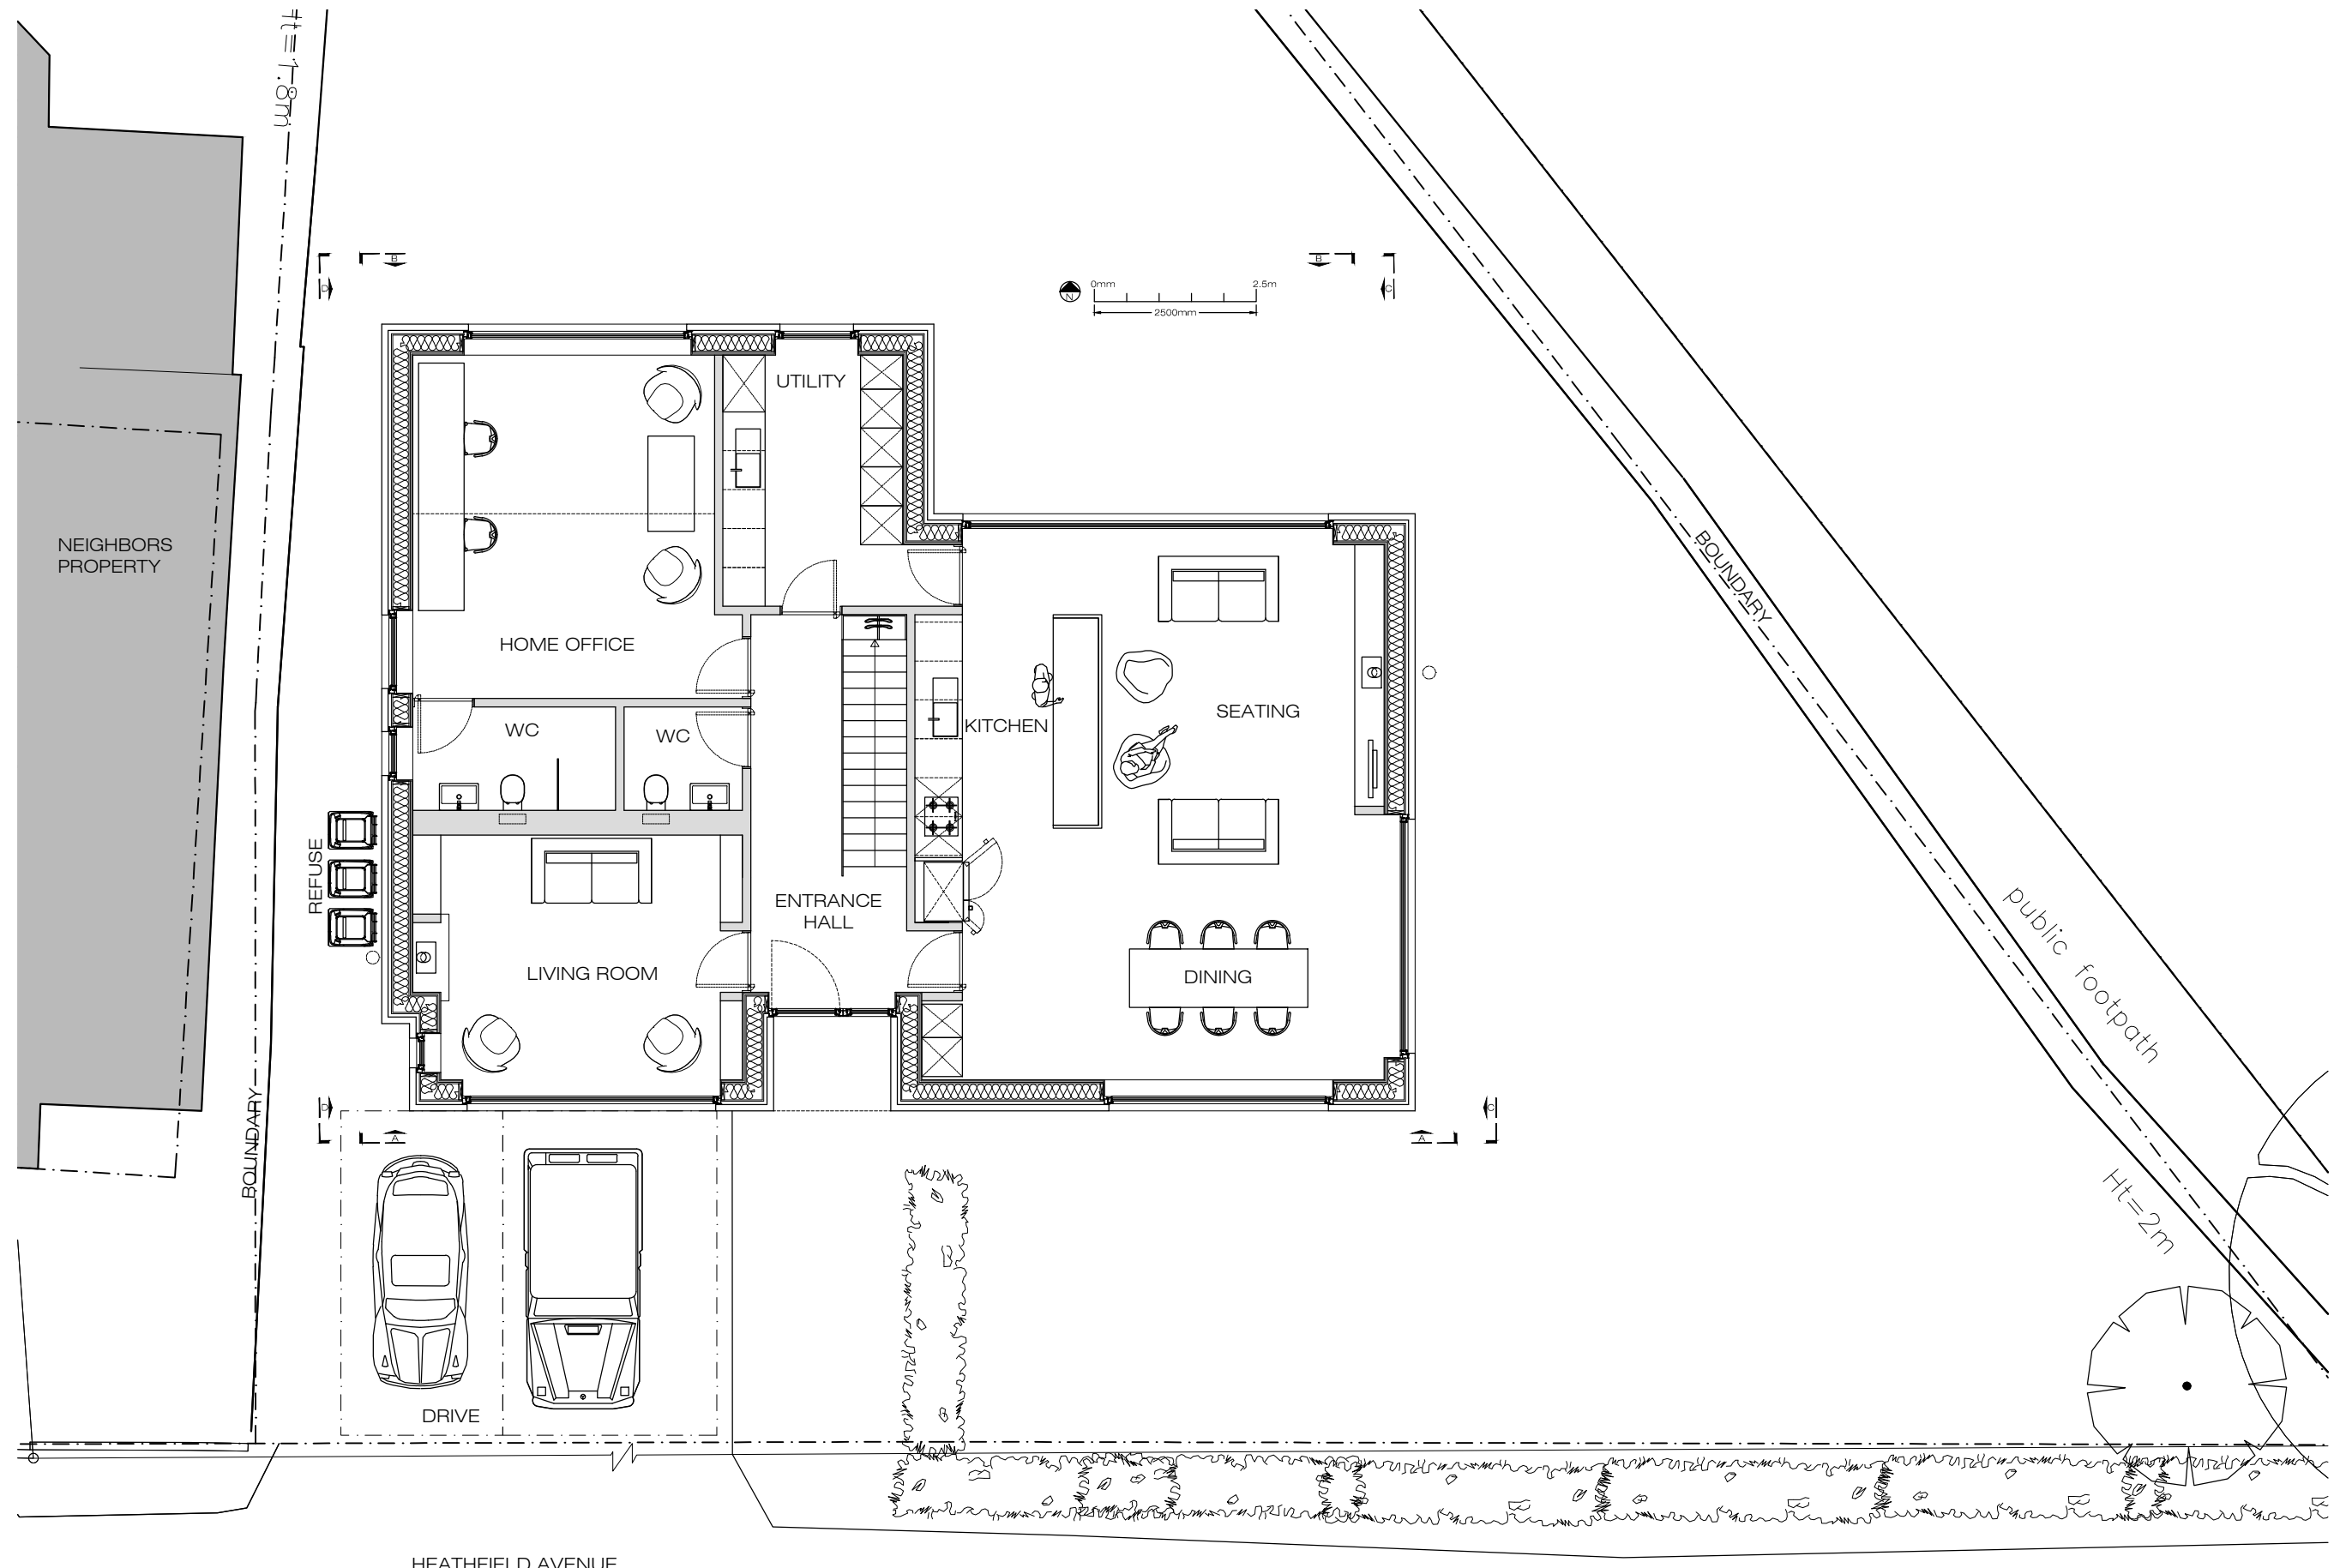 Ht=1.8m
B
B
D
C
N
0mm
2.5m
2500mm
UTILITY
NEIGHBORS
PROPERTY
BOUNDARY
HOME OFFICE
SEATING
WC
WC
KITCHEN
REFUSE
ENTRANCE
HALL
LIVING ROOM
DINING
public footpath
BOUNDARY
D
C
A
A
Ht=2m
DRIVE
HEATHFIELD AVENUE